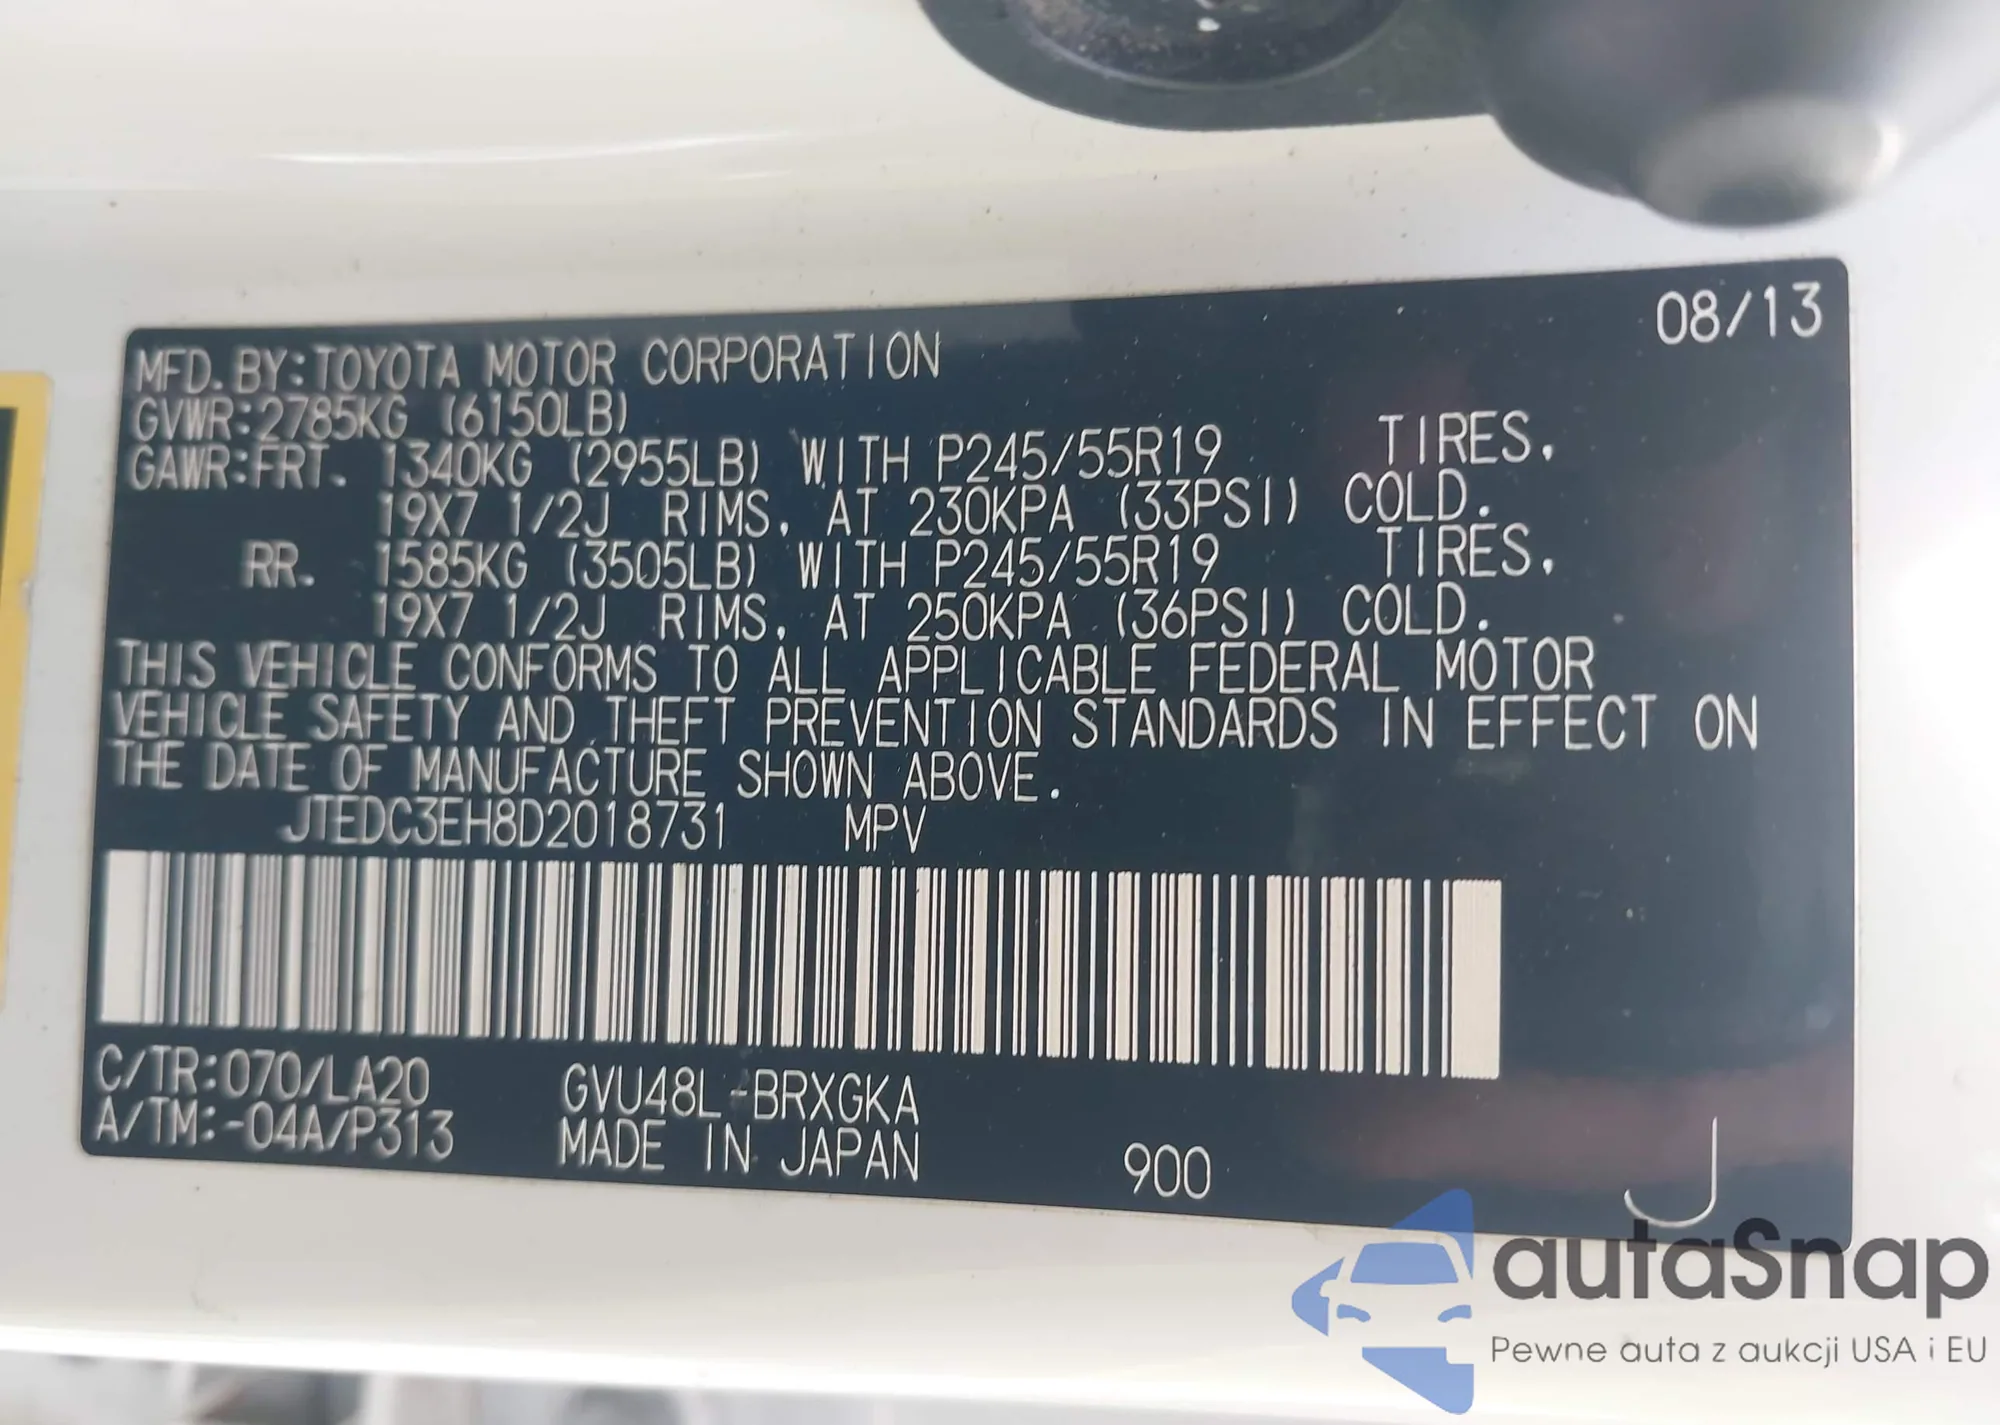 08/13
MFD.BY:TOYOTA MOTOR CORPORATION
GVWR:2785KG (6150LB)
GAWR:FRT. 1340KG (2955LB) WITH P245/55R19 TIRES,
19X7 1/2J RIMS, AT 230KPA (33PSI) COLD.
RR. 1585KG (3505LB) WITH P245/55R19 TIRES,
19X7 1/2J RIMS, AT 250KPA (36PSI) COLD.
THIS VEHICLE CONFORMS TO ALL APPLICABLE FEDERAL MOTOR
VEHICLE SAFETY AND THEFT PREVENTION STANDARDS IN EFFECT ON
THE DATE OF MANUFACTURE SHOWN ABOVE.
JTEDC3EH8D2018731 MPV
C/TR:070/LA20 GVU48L-BRXGKA
A/TM:-04A/P313 MADE IN JAPAN 900 J
autaSnap
Pewne auta z aukcji USA i EU